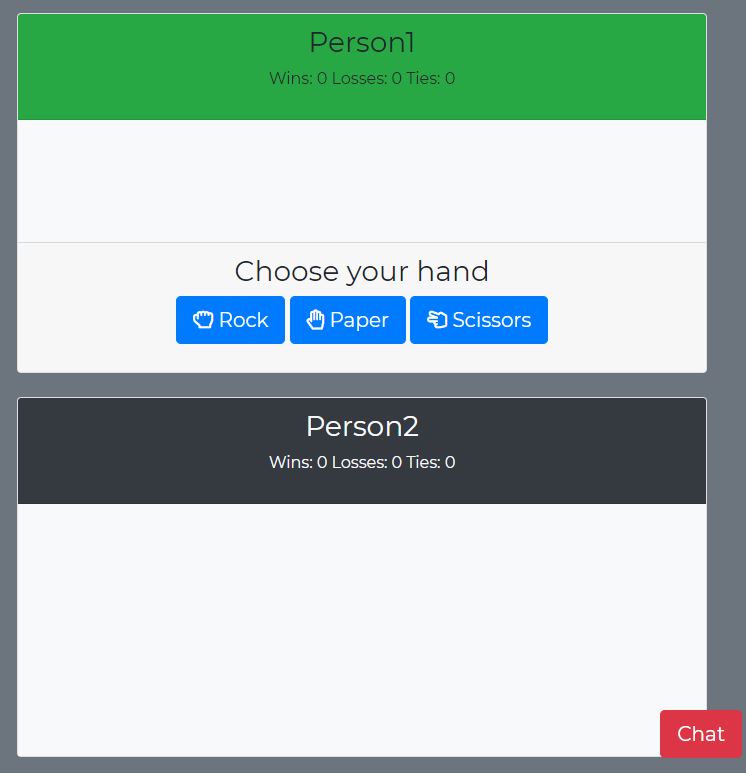 Person1
Wins: 0 Losses: 0 Ties: 0
Choose your hand
Rock Paper Scissors
Person2
Wins: 0 Losses: 0 Ties: 0
Chat